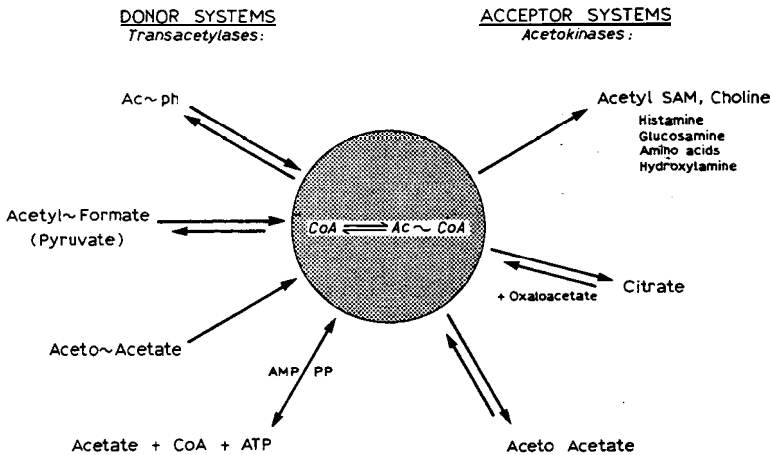 DONOR SYSTEMS
Transacetylases:
ACCEPTOR SYSTEMS
Acetokinases:
Ac~ph
Acetyl SAM, Choline
Histamine
Glucosamine
Amino acids
Hydroxylamine
Acetyl~Formate
(Pyruvate)
CoA ⇌ Ac ~ CoA
+ Oxaloacetate
Citrate
Aceto~Acetate
AMP PP
Acetate + CoA + ATP
Aceto Acetate